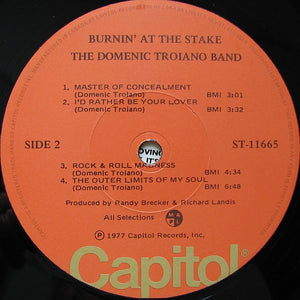 BURNIN' AT THE STAKE
THE DOMENIC TROIANO BAND
1. MASTER OF CONCEALMENT
(Domenic Troiano) BMI 3:01
2. I'D RATHER BE YOUR LOVER
(Domenic Troiano) BMI 3:32
SIDE 2
ST-11665
OVING
IT'S
3. ROCK & ROLL MADNESS
(Domenic Troiano) BMI 4:34
4. THE OUTER LIMITS OF MY SOUL
(Domenic Troiano) BMI 6:48
Produced by Randy Brecker & Richard Landis
All Selections
℗ 1977 Capitol Records, Inc.
Capitol®